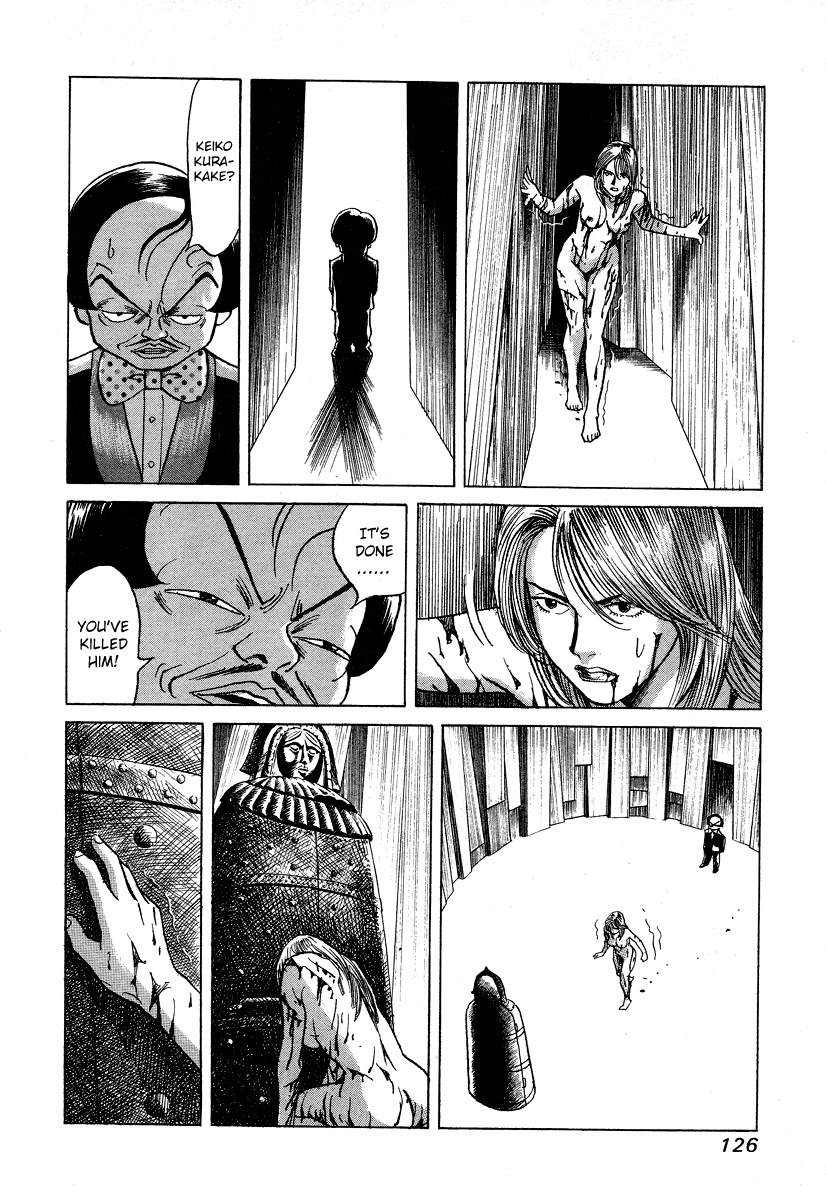 KEIKO
KURA-
KAKE?
IT'S
DONE
......
YOU'VE
KILLED
HIM!
126